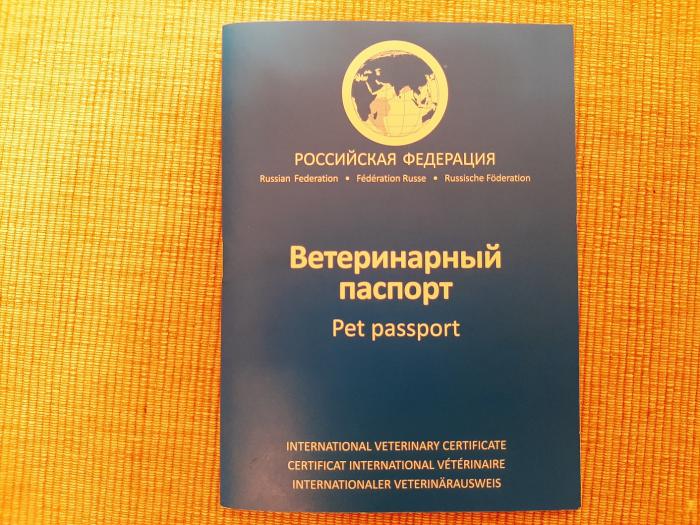 РОССИЙСКАЯ ФЕДЕРАЦИЯ
Russian Federation • Fédération Russe • Russische Föderation
Ветеринарный
паспорт
Pet passport
INTERNATIONAL VETERINARY CERTIFICATE
CERTIFICAT INTERNATIONAL VÉTÉRINAIRE
INTERNATIONALER VETERINÄRAUSWEIS